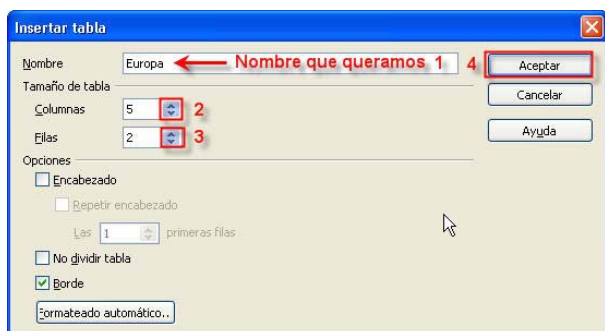 Insertar tabla
Nombre Europa Nombre que queramos 1 4 Aceptar
Tamaño de tabla Cancelar
Columnas 5 2
Filas 2 3 Ayuda
Opciones
Encabezado
Repetir encabezado
Las 1 primeras filas
No dividir tabla
Borde
Formateado automático..